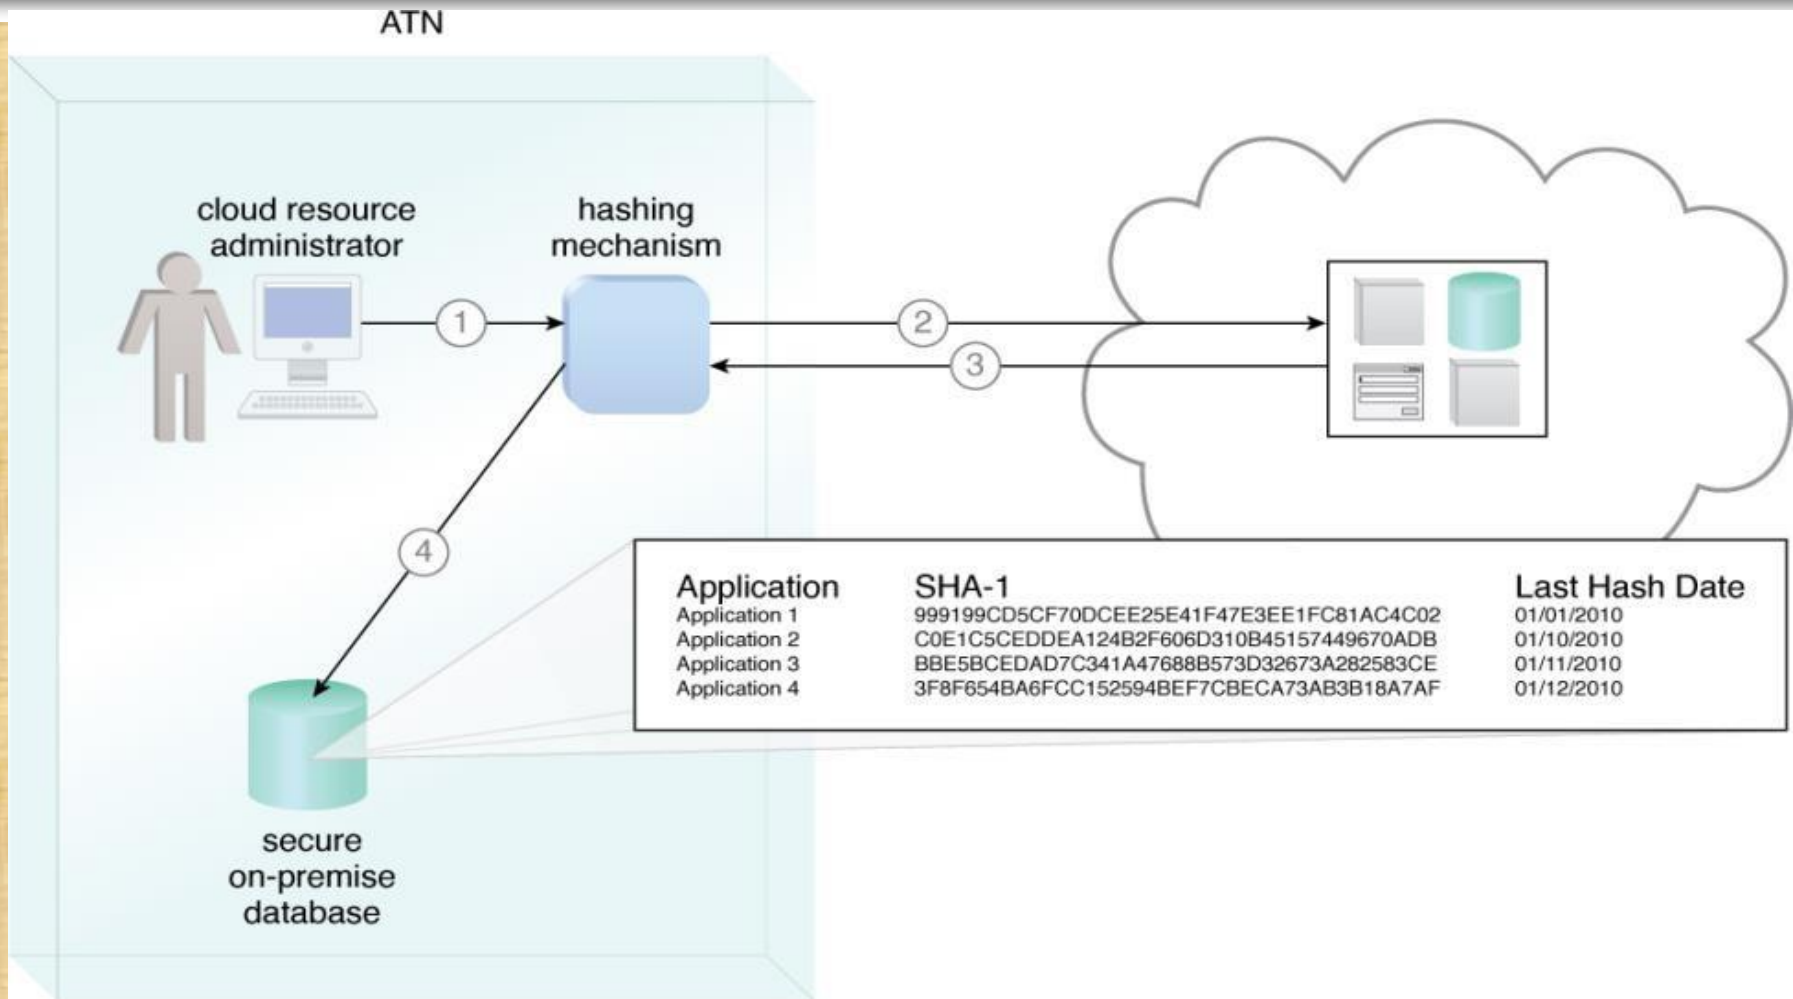 ATN
cloud resource
administrator
hashing
mechanism
1
2
3
4
Application SHA-1 Last Hash Date
Application 1 999199CD5CF70DCEE25E41F47E3EE1FC81AC4C02 01/01/2010
Application 2 C0E1C5CEDDEA124B2F606D310B45157449670ADB 01/10/2010
Application 3 BBE5BCEDAD7C341A47688B573D32673A282583CE 01/11/2010
Application 4 3F8F654BA6FCC152594BEF7CBECA73AB3B18A7AF 01/12/2010
secure
on-premise
database